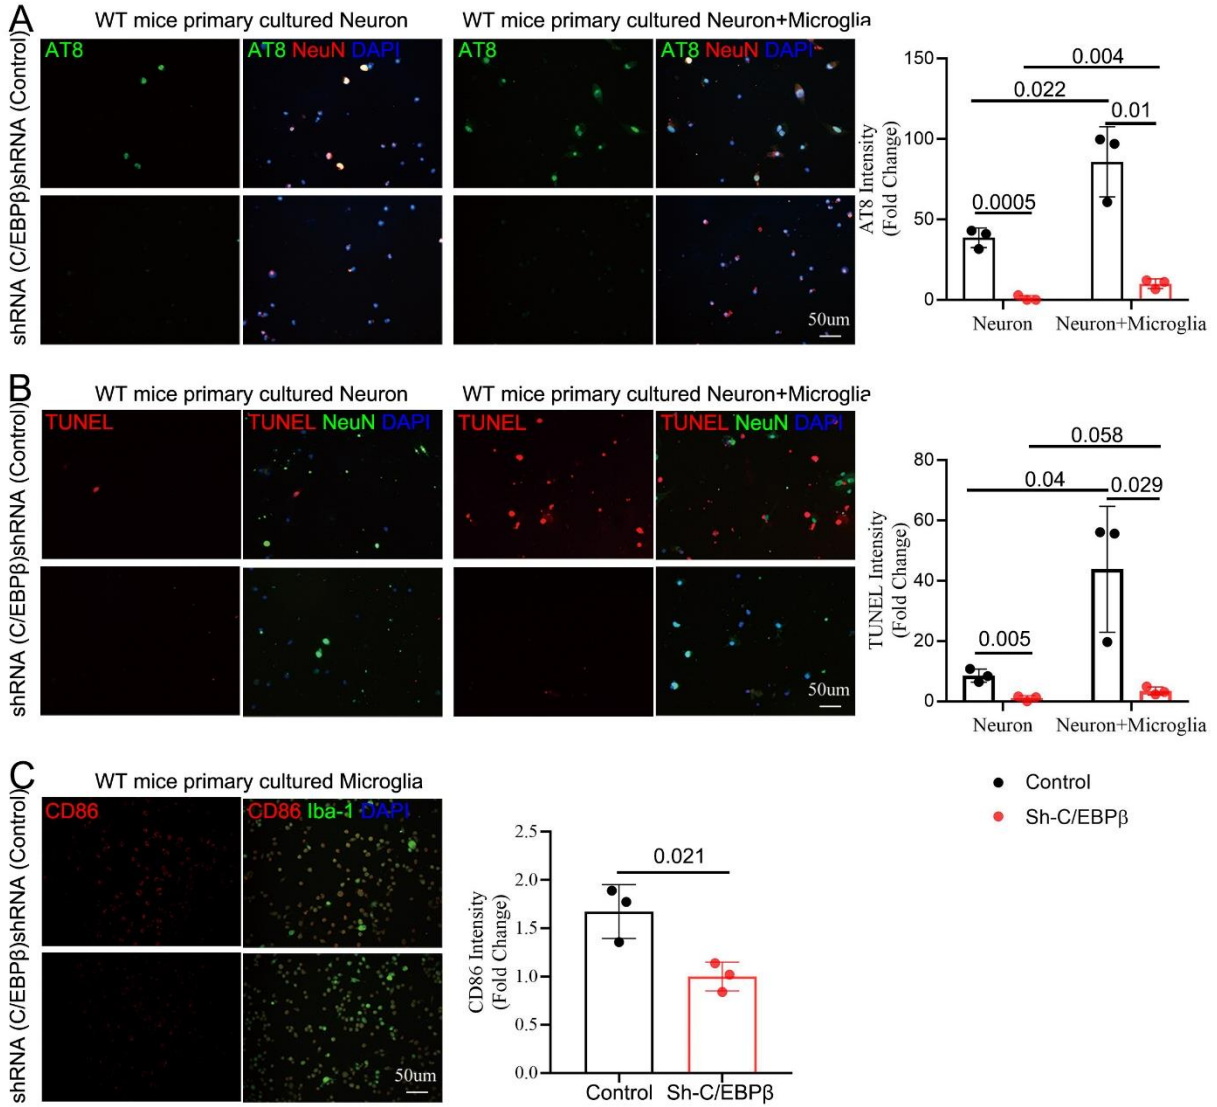 A
WT mice primary cultured Neuron
WT mice primary cultured Neuron+Microglia
shRNA (C/EBPβ)shRNA (Control)
AT8
AT8 NeuN DAPI
AT8
AT8 NeuN DAPI
50um
AT8 Intensity
(Fold Change)
150
100
50
0
0.004
0.022
0.01
0.0005
Neuron
Neuron+Microglia
B
WT mice primary cultured Neuron
WT mice primary cultured Neuron+Microglia
shRNA (C/EBPβ)shRNA (Control)
TUNEL
TUNEL NeuN DAPI
TUNEL
TUNEL NeuN DAPI
50um
TUNEL Intensity
(Fold Change)
80
60
40
20
0
0.058
0.04
0.029
0.005
Neuron
Neuron+Microglia
Control
Sh-C/EBPβ
C
WT mice primary cultured Microglia
shRNA (C/EBPβ)shRNA (Control)
CD86
CD86 Iba-1 DAPI
50um
CD86 Intensity
(Fold Change)
2.5
2.0
1.5
1.0
0.5
0.0
0.021
Control
Sh-C/EBPβ